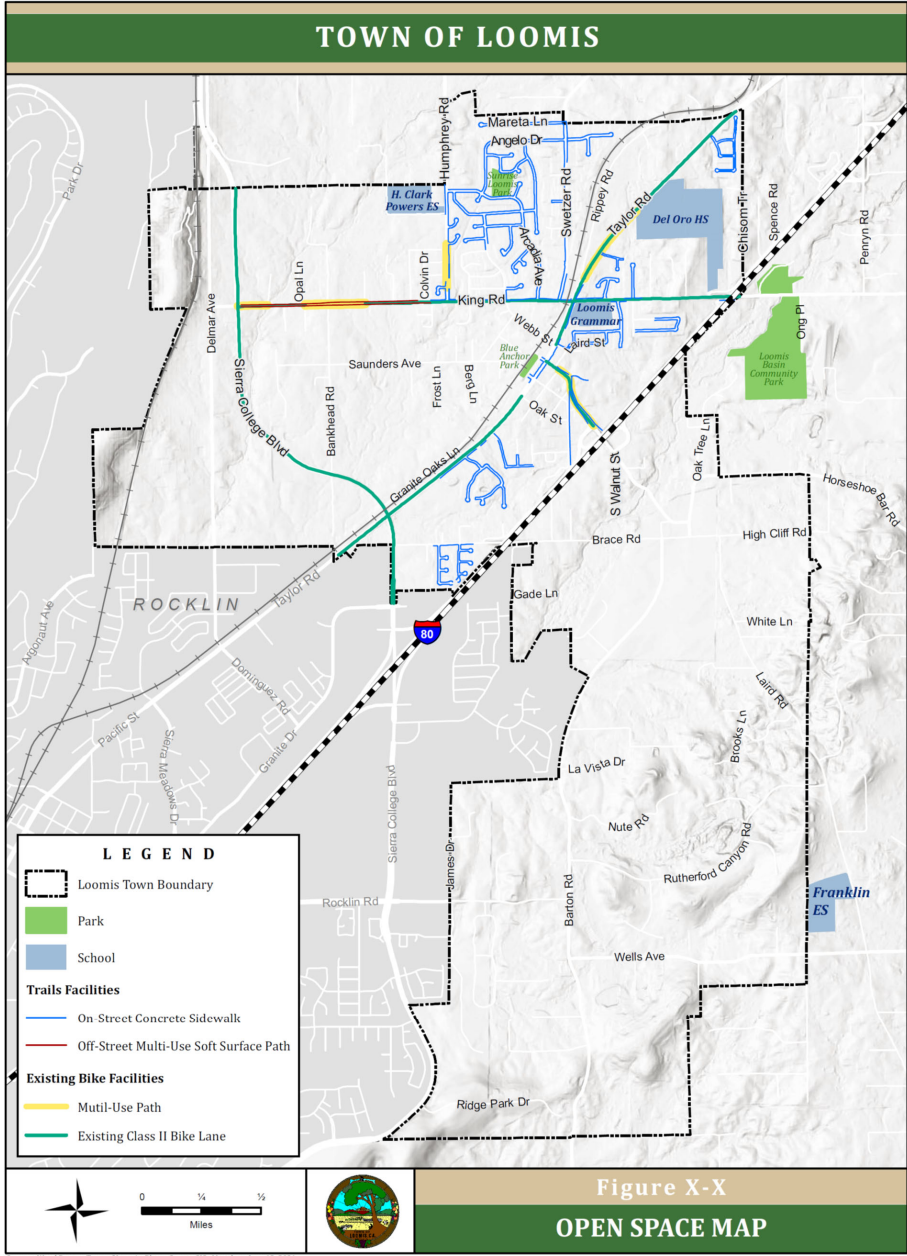 TOWN OF LOOMIS
Park Dr
Humphrey Rd
Mareta Ln
Angelo Dr
Sunrise
Loomis
Park
H. Clark
Powers ES
Swetzer Rd
Rippey Rd
Taylor Rd
Del Oro HS
Chisom Tr
Spence Rd
Penryn Rd
Arcadia Ave
Colvin Dr
Opal Ln
Delmar Ave
King Rd
Loomis
Grammar
Webb St
Laird St
Ong Pl
Blue
Anchor
Park
Loomis
Basin
Community
Park
Saunders Ave
Frost Ln
Berg Ln
Bankhead Rd
Sierra College Blvd
Oak St
Granite Oaks Ln
S Walnut St
Oak Tree Ln
Horseshoe Bar Rd
Brace Rd
High Cliff Rd
Gade Ln
White Ln
ROCKLIN
Taylor Rd
Argonaut Ave
80
Dominguez Rd
Pacific St
Sierra Meadows Dr
Granite Dr
Laird Rd
Brooks Ln
La Vista Dr
Nute Rd
Rutherford Canyon Rd
Sierra College Blvd
James Dr
Barton Rd
Rocklin Rd
Franklin
ES
Wells Ave
Ridge Park Dr
LEGEND
Loomis Town Boundary
Park
School
Trails Facilities
On-Street Concrete Sidewalk
Off-Street Multi-Use Soft Surface Path
Existing Bike Facilities
Mutil-Use Path
Existing Class II Bike Lane
0 ¼ ½
Miles
Figure X-X
OPEN SPACE MAP